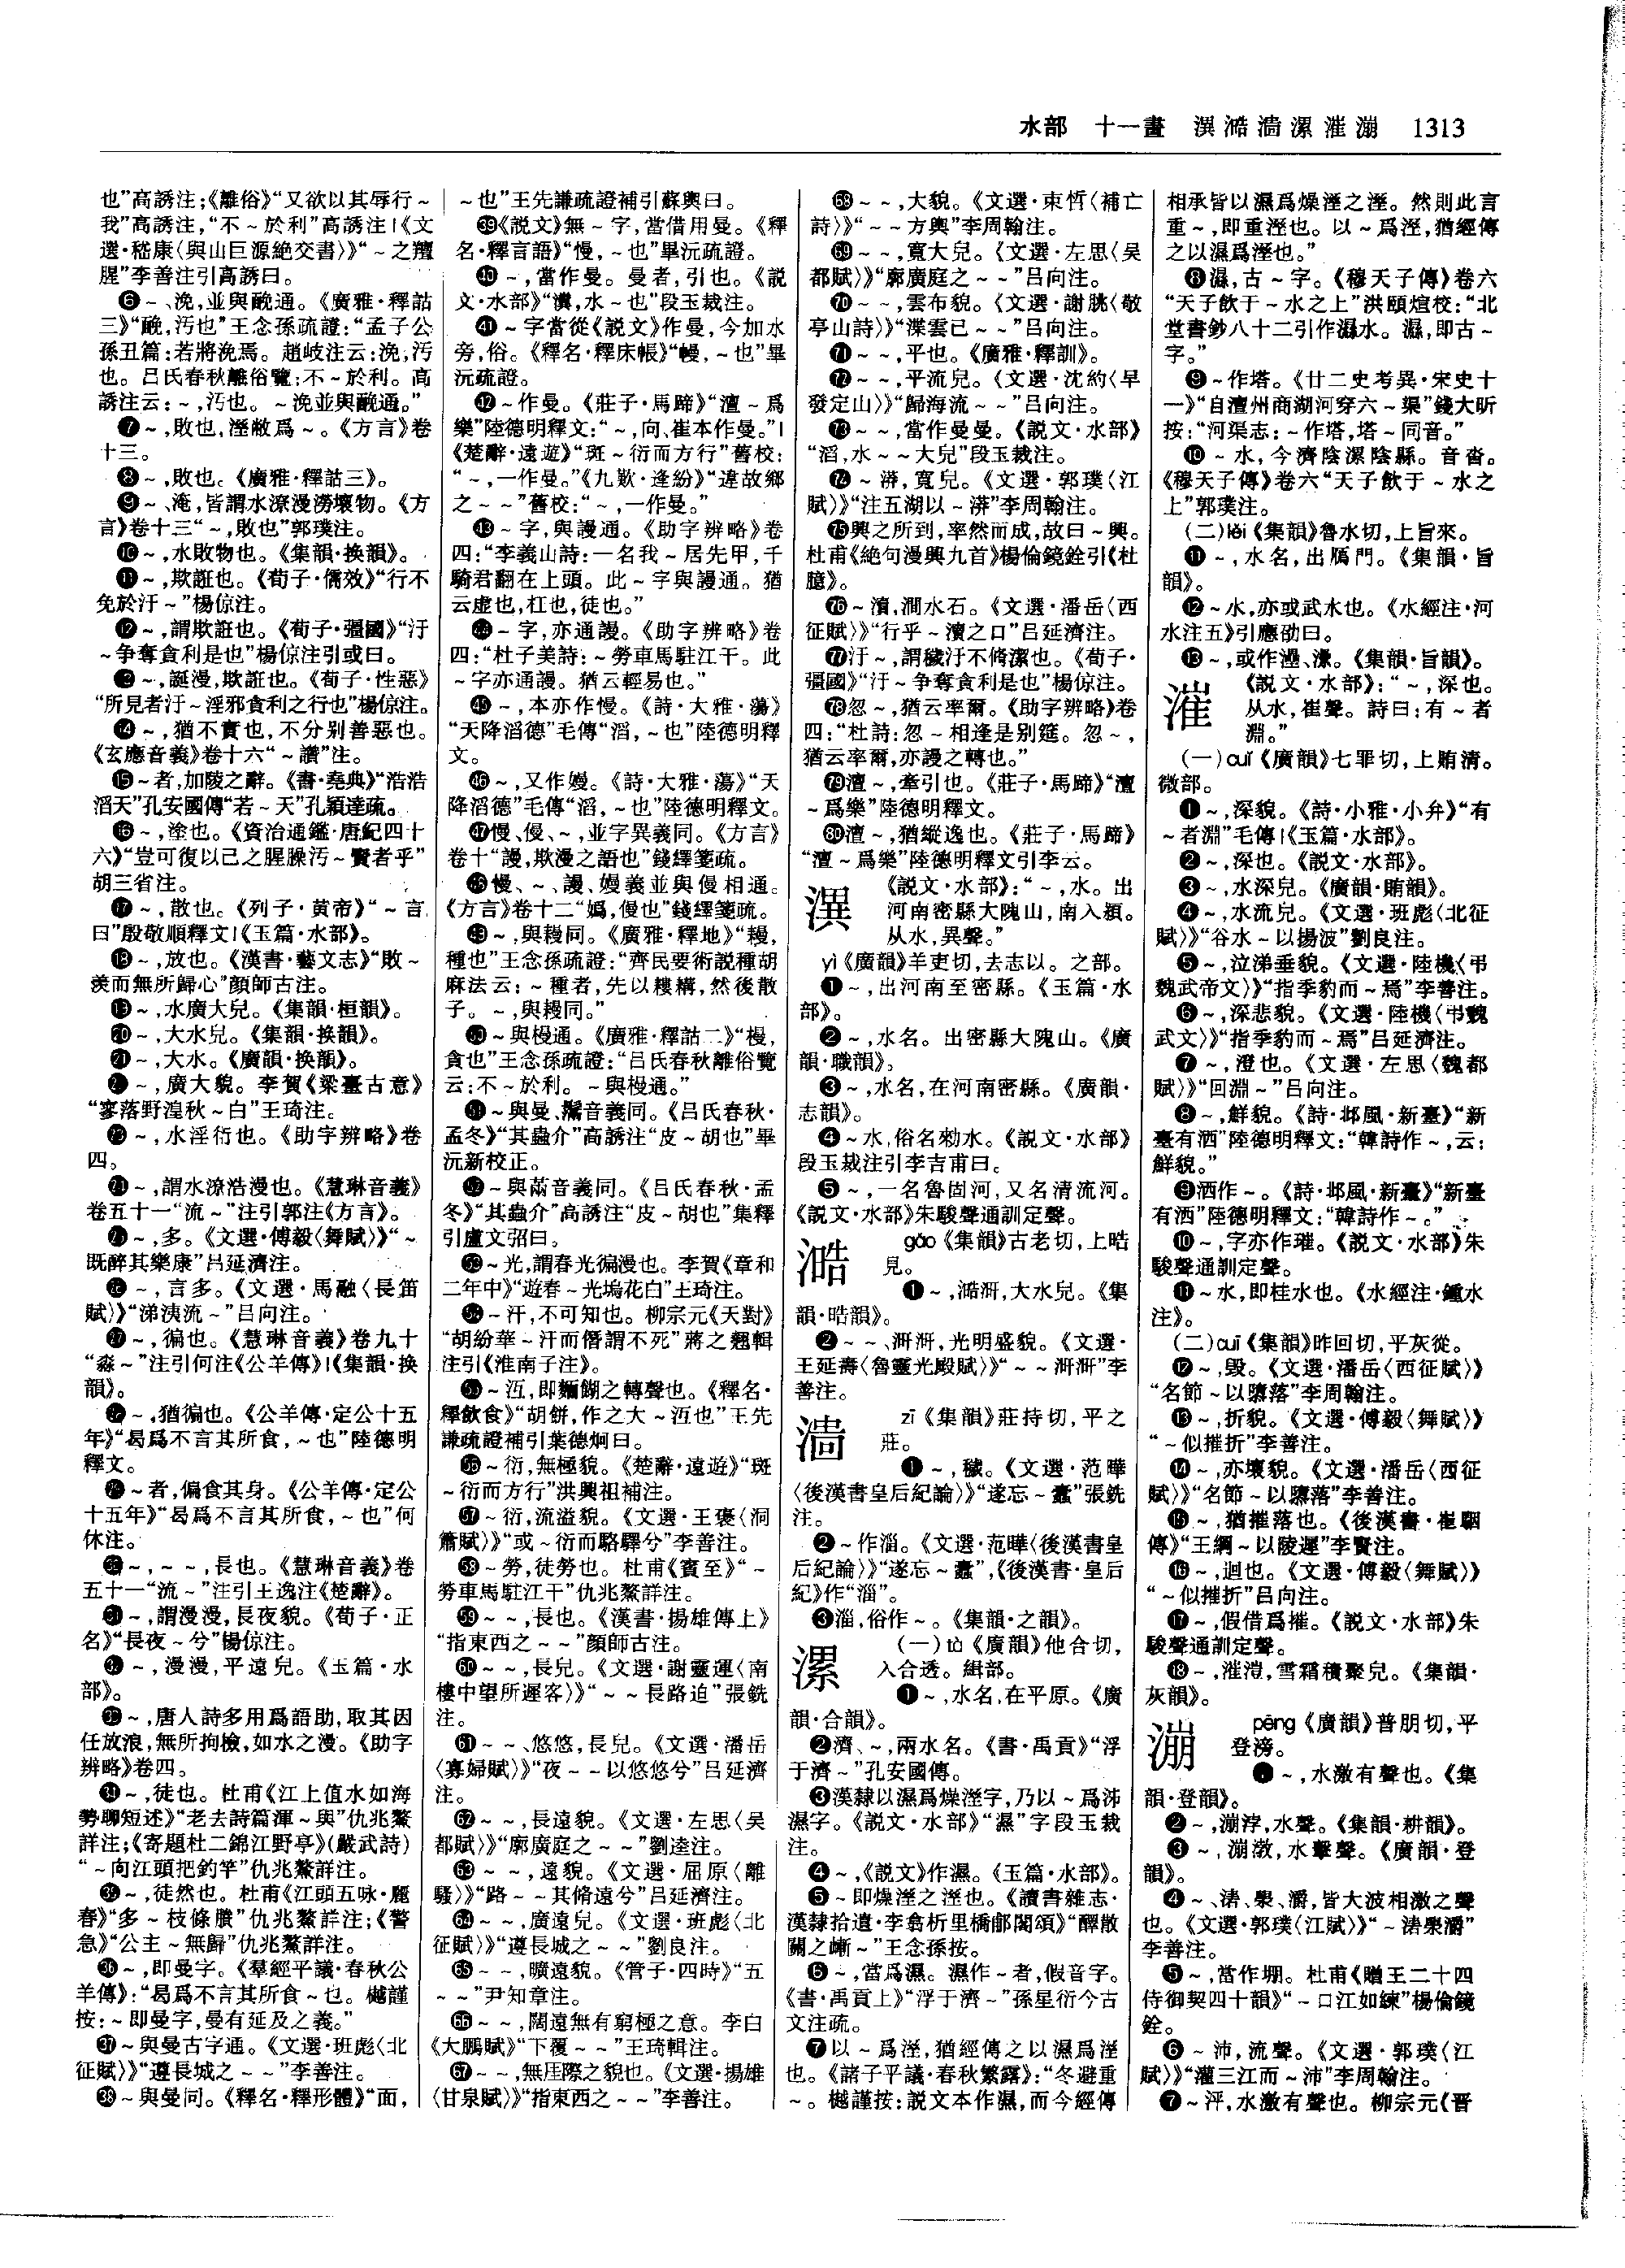 水部　十一畫　潩澔㵩漯漼漰　1313
也”高誘注；《離俗》“又欲以其辱行～
我”高誘注，“不～於利”高誘注｜《文
選·嵇康〈與山巨源絶交書〉》“～之羶
腥”李善注引高誘曰。
❻～、浼，並與䤄通。《廣雅·釋詁
三》“䤄，汚也”王念孫疏證：“孟子公
孫丑篇：若將浼焉。趙岐注云：浼，汚
也。吕氏春秋離俗覽：不～於利。高
誘注云：～，汚也。～浼並與䤄通。”
❼～，敗也，溼敝爲～。《方言》卷
十三。
❽～，敗也。《廣雅·釋詁三》。
❾～、淹，皆謂水潦漫澇壞物。《方
言》卷十三“～，敗也”郭璞注。
❿～，水敗物也。《集韻·换韻》。
⓫～，欺誑也。《荀子·儒效》“行不
免於汙～”楊倞注。
⓬～，謂欺誑也。《荀子·彊國》“汙
～争奪貪利是也”楊倞注引或曰。
⓭～，誕漫，欺誑也。《荀子·性惡》
“所見者汙～淫邪貪利之行也”楊倞注。
⓮～，猶不實也，不分别善惡也。
《玄應音義》卷十六“～讚”注。
⓯～者，加陵之辭。《書·堯典》“浩浩
滔天”孔安國傳“若～天”孔穎達疏。
⓰～，塗也。《資治通鑑·唐紀四十
六》“豈可復以己之腥臊汚～賢者乎”
胡三省注。
⓱～，散也。《列子·黄帝》“～言
曰”殷敬順釋文｜《玉篇·水部》。
⓲～，放也。《漢書·藝文志》“敗～
羨而無所歸心”顔師古注。
⓳～，水廣大皃。《集韻·桓韻》。
⓴～，大水皃。《集韻·换韻》。
㉑～，大水。《廣韻·换韻》。
㉒～，廣大貌。李賀《梁臺古意》
“寥落野湟秋～白”王琦注。
㉓～，水淫衍也。《助字辨略》卷
四。
㉔～，謂水潦浩漫也。《慧琳音義》
卷五十一“流～”注引郭注《方言》。
㉕～，多。《文選·傅毅〈舞賦〉》“～
既醉其樂康”吕延濟注。
㉖～，言多。《文選·馬融〈長笛
賦〉》“涕洟流～”吕向注。
㉗～，徧也。《慧琳音義》卷九十
“淼～”注引何注《公羊傳》｜《集韻·换
韻》。
㉘～，猶徧也。《公羊傳·定公十五
年》“曷爲不言其所食，～也”陸德明
釋文。
㉙～者，偏食其身。《公羊傳·定公
十五年》“曷爲不言其所食，～也”何
休注。
㉚～，～～，長也。《慧琳音義》卷
五十一“流～”注引王逸注《楚辭》。
㉛～，謂漫漫，長夜貌。《荀子·正
名》“長夜～兮”楊倞注。
㉜～，漫漫，平遠皃。《玉篇·水
部》。
㉝～，唐人詩多用爲語助，取其因
任放浪，無所拘檢，如水之漫。《助字
辨略》卷四。
㉞～，徒也。杜甫《江上值水如海
勢聊短述》“老去詩篇渾～與”仇兆鰲
詳注；《寄題杜二錦江野亭》（嚴武詩）
“～向江頭把釣竿”仇兆鰲詳注。
㉟～，徒然也。杜甫《江頭五咏·麗
春》“多～枝條賸”仇兆鰲詳注；《警
急》“公主～無歸”仇兆鰲詳注。
㊱～，即曼字。《羣經平議·春秋公
羊傳》：“曷爲不言其所食～也。樾謹
按：～即曼字，曼有延及之義。”
㊲～與曼古字通。《文選·班彪〈北
征賦〉》“遵長城之～～”李善注。
㊳～與曼同。《釋名·釋形體》“面，
～也”王先謙疏證補引蘇輿曰。
㊴《説文》無～字，當借用曼。《釋
名·釋言語》“慢，～也”畢沅疏證。
㊵～，當作曼。曼者，引也。《説
文·水部》“瀵，水～也”段玉裁注。
㊶～字當從《説文》作曼，今加水
旁，俗。《釋名·釋床帳》“幔，～也”畢
沅疏證。
㊷～作曼。《莊子·馬蹄》“澶～爲
樂”陸德明釋文：“～，向、崔本作曼。”｜
《楚辭·遠遊》“斑～衍而方行”舊校：
“～，一作曼。”《九歎·逢紛》“違故鄉
之～～”舊校：“～，一作曼。”
㊸～字，與謾通。《助字辨略》卷
四：“李義山詩：一名我～居先甲，千
騎君翻在上頭。此～字與謾通。猶
云虚也，枉也，徒也。”
㊹～字，亦通謾。《助字辨略》卷
四：“杜子美詩：～勞車馬駐江干。此
～字亦通謾。猶云輕易也。”
㊺～，本亦作慢。《詩·大雅·蕩》
“天降滔德”毛傳“滔，～也”陸德明釋
文。
㊻～，又作嫚。《詩·大雅·蕩》“天
降滔德”毛傳“滔，～也”陸德明釋文。
㊼慢、僈、～，並字異義同。《方言》
卷十“謾，欺漫之語也”錢繹箋疏。
㊽慢、～、謾、嫚義並與僈相通。
《方言》卷十二“嫣，僈也”錢繹箋疏。
㊾～，與䅼同。《廣雅·釋地》“䅼，
種也”王念孫疏證：“齊民要術説種胡
麻法云：～種者，先以耬耩，然後散
子。～，與䅼同。”
㊿～與㮥通。《廣雅·釋詁二》“㮥，
貪也”王念孫疏證：“吕氏春秋離俗覽
云：不～於利。～與㮥通。”
51～與曼、鬗音義同。《吕氏春秋·
孟冬》“其蟲介”高誘注“皮～胡也”畢
沅新校正。
52～與㒼音義同。《吕氏春秋·孟
冬》“其蟲介”高誘注“皮～胡也”集釋
引盧文弨曰。
53～光，謂春光徧漫也。李賀《章和
二年中》“遊春～光塢花白”王琦注。
54～汗，不可知也。柳宗元《天對》
“胡紛華～汗而僭謂不死”蔣之翹輯
注引《淮南子注》。
55～沍，即䊡餬之轉聲也。《釋名·
釋飲食》“胡餅，作之大～沍也”王先
謙疏證補引葉德炯曰。
56～衍，無極貌。《楚辭·遠遊》“斑
～衍而方行”洪興祖補注。
57～衍，流溢貌。《文選·王褒〈洞
簫賦〉》“或～衍而駱驛兮”李善注。
58～勞，徒勞也。杜甫《賓至》“～
勞車馬駐江干”仇兆鰲詳注。
59～～，長也。《漢書·揚雄傳上》
“指東西之～～”顔師古注。
60～～，長皃。《文選·謝靈運〈南
樓中望所遲客〉》“～～長路迫”張銑
注。
61～～、悠悠，長皃。《文選·潘岳
〈寡婦賦〉》“夜～～以悠悠兮”吕延濟
注。
62～～，長遠貌。《文選·左思〈吴
都賦〉》“廓廣庭之～～”劉逵注。
63～～，遠貌。《文選·屈原〈離
騷〉》“路～～其脩遠兮”吕延濟注。
64～～，廣遠皃。《文選·班彪〈北
征賦〉》“遵長城之～～”劉良注。
65～～，曠遠貌。《管子·四時》“五
～～”尹知章注。
66～～，闊遠無有窮極之意。李白
《大鵬賦》“下覆～～”王琦輯注。
67～～，無厓際之貌也。《文選·揚雄
〈甘泉賦〉》“指東西之～～”李善注。
68～～，大貌。《文選·束皙〈補亡
詩〉》“～～方輿”李周翰注。
69～～，寬大皃。《文選·左思〈吴
都賦〉》“廓廣庭之～～”吕向注。
70～～，雲布貌。《文選·謝朓〈敬
亭山詩〉》“渫雲已～～”吕向注。
71～～，平也。《廣雅·釋訓》。
72～～，平流皃。《文選·沈約〈早
發定山〉》“歸海流～～”吕向注。
73～～，當作曼曼。《説文·水部》
“滔，水～～大皃”段玉裁注。
74～漭，寬皃。《文選·郭璞〈江
賦〉》“注五湖以～漭”李周翰注。
75興之所到，率然而成，故曰～興。
杜甫《絶句漫興九首》楊倫鏡銓引《杜
臆》。
76～瀆，澗水石。《文選·潘岳〈西
征賦〉》“行乎～瀆之口”吕延濟注。
77汙～，謂穢汙不脩潔也。《荀子·
彊國》“汙～争奪貪利是也”楊倞注。
78忽～，猶云率爾。《助字辨略》卷
四：“杜詩：忽～相逢是别筵。忽～，
猶云率爾，亦謾之轉也。”
79澶～，牽引也。《莊子·馬蹄》“澶
～爲樂”陸德明釋文。
80澶～，猶縱逸也。《莊子·馬蹄》
“澶～爲樂”陸德明釋文引李云。
潩　《説文·水部》：“～，水。出
河南密縣大隗山，南入潁。
从水，異聲。”
yì《廣韻》羊吏切，去志以。之部。
❶～，出河南至密縣。《玉篇·水
部》。
❷～，水名。出密縣大隗山。《廣
韻·職韻》。
❸～，水名，在河南密縣。《廣韻·
志韻》。
❹～水，俗名勑水。《説文·水部》
段玉裁注引李吉甫曰。
❺～，一名魯固河，又名清流河。
《説文·水部》朱駿聲通訓定聲。
澔　gǎo《集韻》古老切，上晧
見。
❶～，澔汗，大水皃。《集
韻·晧韻》。
❷～～、涆涆，光明盛貌。《文選·
王延壽〈魯靈光殿賦〉》“～～涆涆”李
善注。
㵩　zī《集韻》莊持切，平之
莊。
❶～，穢。《文選·范曄
〈後漢書皇后紀論〉》“遂忘～蠹”張銑
注。
❷～作淄。《文選·范曄〈後漢書皇
后紀論〉》“遂忘～蠹”，《後漢書·皇后
紀》作“淄”。
❸淄，俗作～。《集韻·之韻》。
漯　（一）tà《廣韻》他合切，
入合透。緝部。
❶～，水名，在平原。《廣
韻·合韻》。
❷濟、～，兩水名。《書·禹貢》“浮
于濟～”孔安國傳。
❸漢隸以濕爲燥溼字，乃以～爲沛
濕字。《説文·水部》“濕”字段玉裁
注。
❹～，《説文》作濕。《玉篇·水部》。
❺～即燥溼之溼也。《讀書雜志·
漢隸拾遺·李翕析里橋郙閣頌》“醳散
關之嶃～”王念孫按。
❻～，當爲濕。濕作～者，假音字。
《書·禹貢上》“浮于濟～”孫星衍今古
文注疏。
❼以～爲溼，猶經傳之以濕爲溼
也。《諸子平議·春秋繁露》：“冬避重
～。樾謹按：説文本作濕，而今經傳
相承皆以濕爲燥溼之溼。然則此言
重～，即重溼也。以～爲溼，猶經傳
之以濕爲溼也。”
❽濕，古～字。《穆天子傳》卷六
“天子飲于～水之上”洪頤煊校：“北
堂書鈔八十二引作濕水。濕，即古～
字。”
❾～作塔。《廿二史考異·宋史十
一》“自澶州商湖河穿六～渠”錢大昕
按：“河渠志：～作塔，塔～同音。”
❿～水，今濟陰漯陰縣。音沓。
《穆天子傳》卷六“天子飲于～水之
上”郭璞注。
（二）lěi《集韻》魯水切，上旨來。
⓫～，水名，出鴈門。《集韻·旨
韻》。
⓬～水，亦或武水也。《水經注·河
水注五》引應劭曰。
⓭～，或作㶟、濼。《集韻·旨韻》。
漼　《説文·水部》：“～，深也。
从水，崔聲。詩曰：有～者
淵。”
（一）cuǐ《廣韻》七罪切，上賄清。
微部。
❶～，深貌。《詩·小雅·小弁》“有
～者淵”毛傳｜《玉篇·水部》。
❷～，深也。《説文·水部》。
❸～，水深皃。《廣韻·賄韻》。
❹～，水流皃。《文選·班彪〈北征
賦〉》“谷水～以揚波”劉良注。
❺～，泣涕垂貌。《文選·陸機〈弔
魏武帝文〉》“指季豹而～焉”李善注。
❻～，深悲貌。《文選·陸機〈弔魏
武文〉》“指季豹而～焉”吕延濟注。
❼～，澄也。《文選·左思〈魏都
賦〉》“回淵～”吕向注。
❽～，鮮貌。《詩·邶風·新臺》“新
臺有洒”陸德明釋文：“韓詩作～，云：
鮮貌。”
❾洒作～。《詩·邶風·新臺》“新臺
有洒”陸德明釋文：“韓詩作～。”
❿～，字亦作璀。《説文·水部》朱
駿聲通訓定聲。
⓫～水，即桂水也。《水經注·鍾水
注》。
（二）cuī《集韻》昨回切，平灰從。
⓬～，毁。《文選·潘岳〈西征賦〉》
“名節～以隳落”李周翰注。
⓭～，折貌。《文選·傅毅〈舞賦〉》
“～似摧折”李善注。
⓮～，亦壞貌。《文選·潘岳〈西征
賦〉》“名節～以隳落”李善注。
⓯～，猶摧落也。《後漢書·崔駰
傳》“王綱～以陵遲”李賢注。
⓰～，迴也。《文選·傅毅〈舞賦〉》
“～似摧折”吕向注。
⓱～，假借爲摧。《説文·水部》朱
駿聲通訓定聲。
⓲～，漼溰，雪霜積聚皃。《集韻·
灰韻》。
漰　pēng《廣韻》普朋切，平
登滂。
❶～，水激有聲也。《集
韻·登韻》。
❷～，漰浡，水聲。《集韻·耕韻》。
❸～，漰湱，水擊聲。《廣韻·登
韻》。
❹～、㴶、㶅、灂，皆大波相激之聲
也。《文選·郭璞〈江賦〉》“～㴶㶅灂”
李善注。
❺～，當作堋。杜甫《贈王二十四
侍御契四十韻》“～口江如練”楊倫鏡
銓。
❻～沛，流聲。《文選·郭璞〈江
賦〉》“灌三江而～沛”李周翰注。
❼～泙，水激有聲也。柳宗元《晉